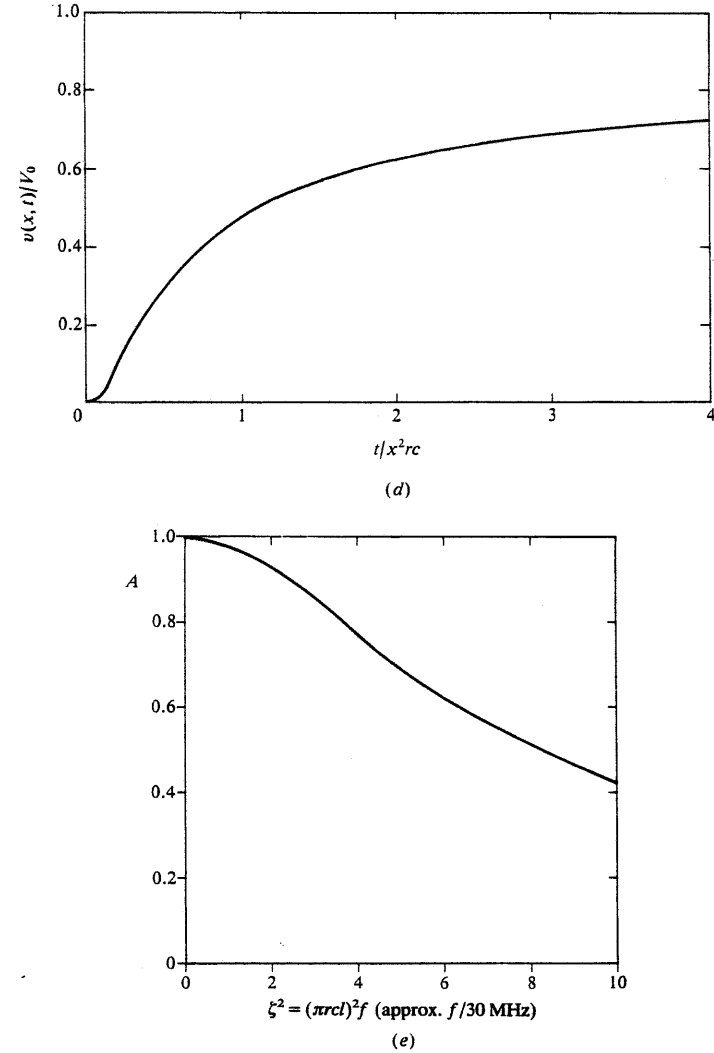 1.0
0.8
0.6
0.4
0.2
v(x, t)/V₀
0 1 2 3 4
t/x²rc
(d)
1.0
A
0.8
0.6
0.4
0.2
0
0 2 4 6 8 10
ζ² = (πrcl)²f (approx. f/30 MHz)
(e)